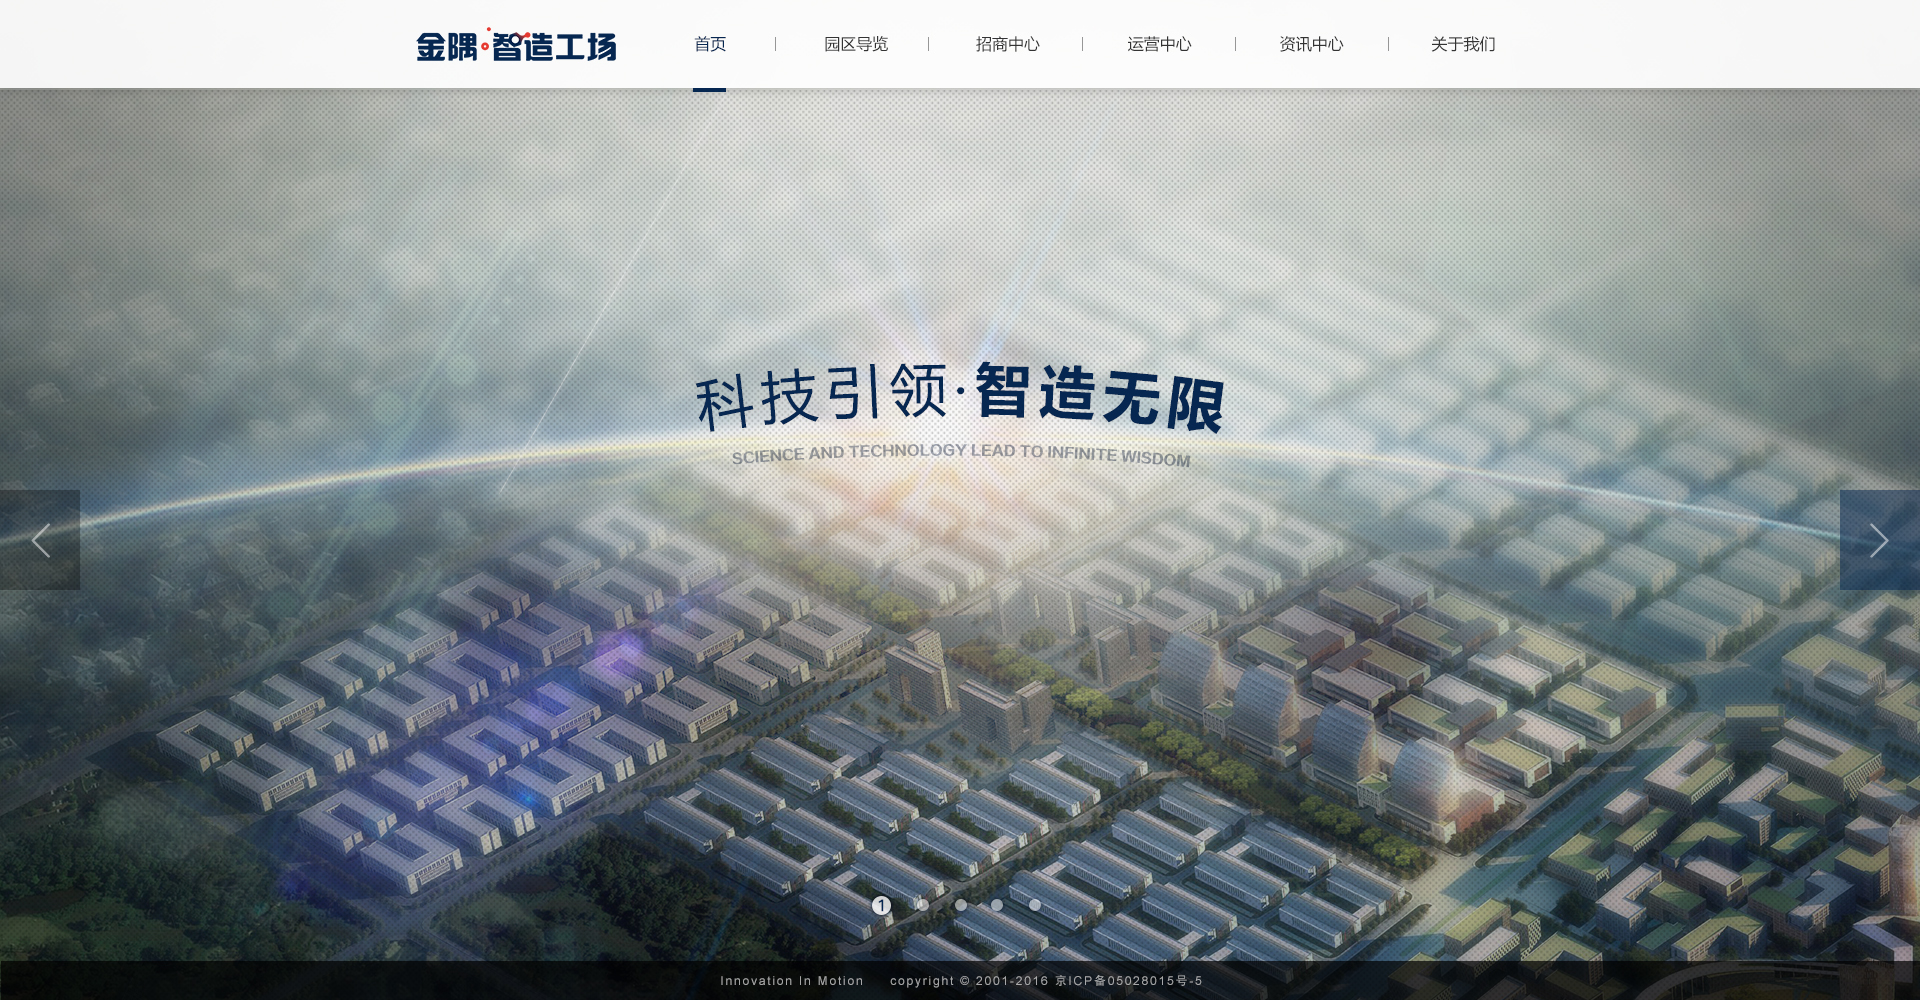 金隅·智造工场
首页
园区导览
招商中心
运营中心
资讯中心
关于我们
科技引领·智造无限
SCIENCE AND TECHNOLOGY LEAD TO INFINITE WISDOM
1
Innovation In Motion copyright © 2001-2016 京ICP备05028015号-5